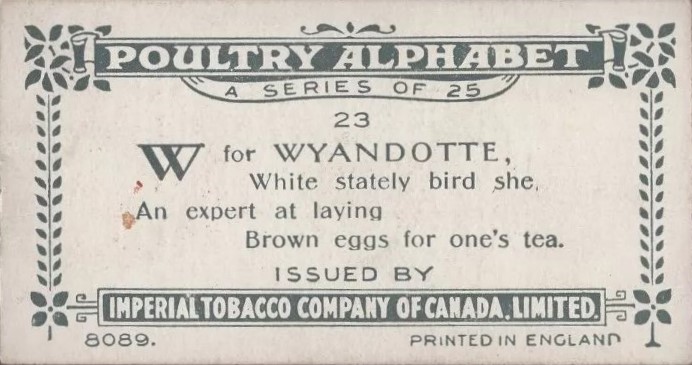 POULTRY ALPHABET
A SERIES OF 25
23
W for WYANDOTTE,
White stately bird she,
An expert at laying
Brown eggs for one's tea.
ISSUED BY
IMPERIAL TOBACCO COMPANY OF CANADA, LIMITED.
8089. PRINTED IN ENGLAND